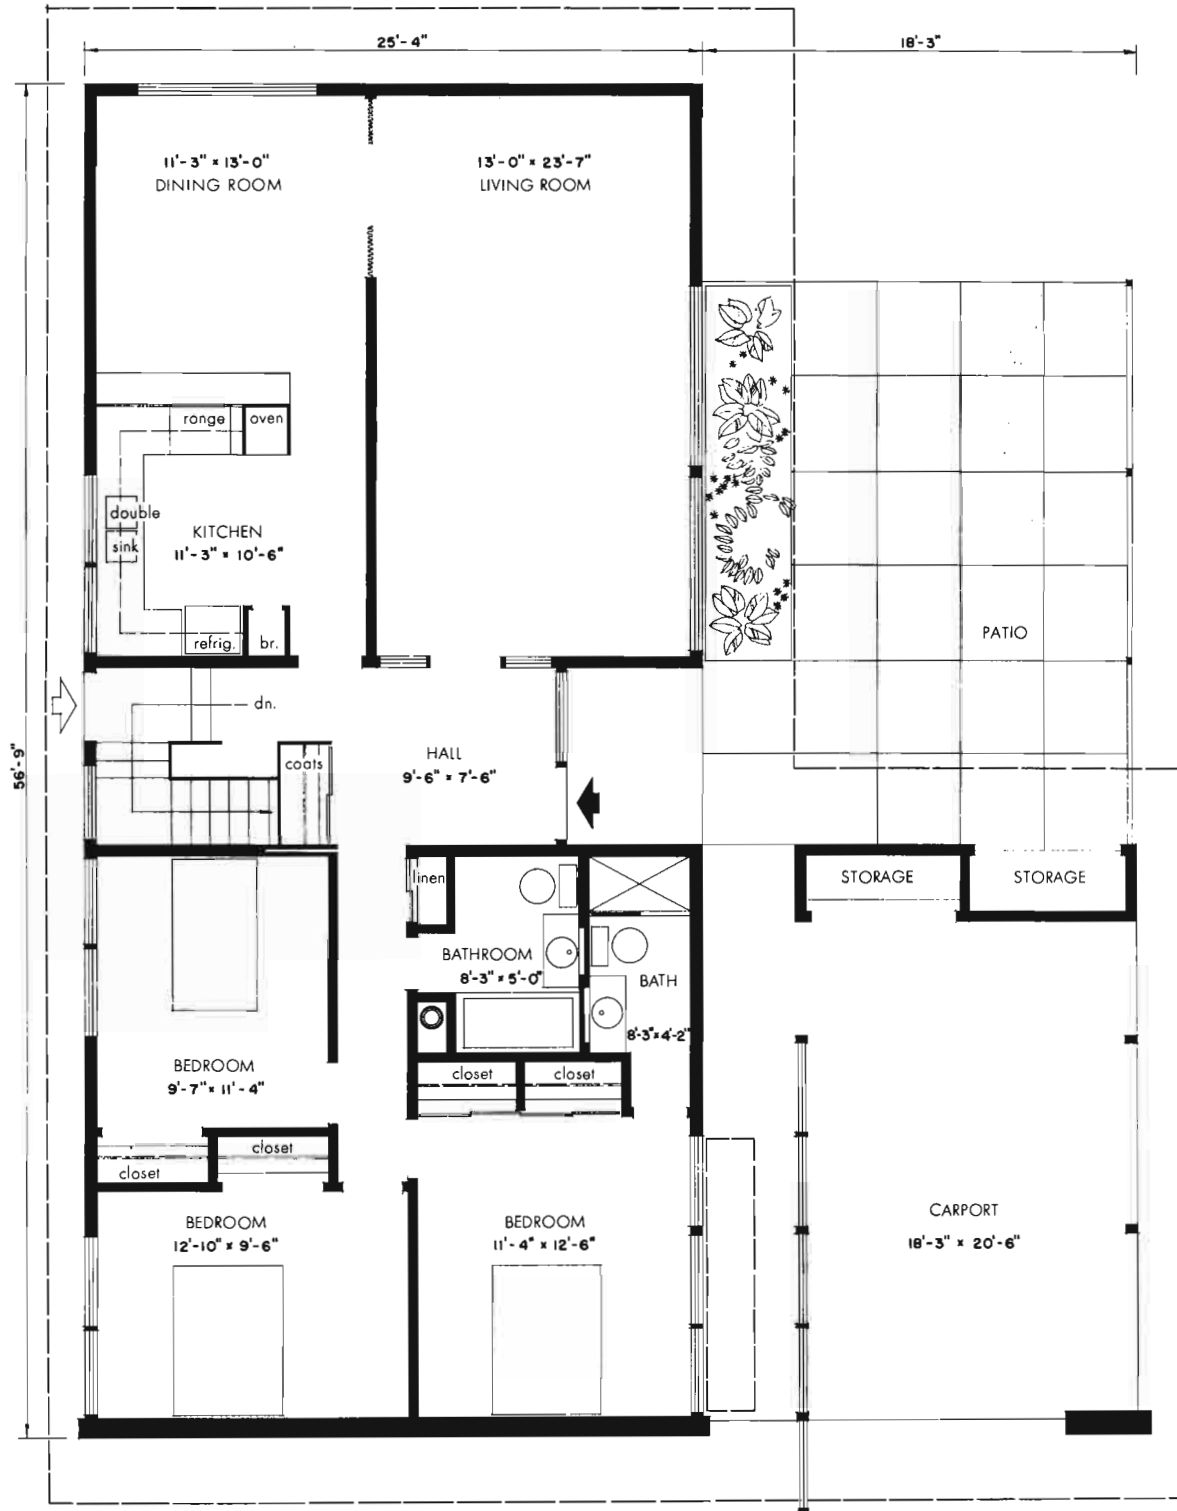 25'-4"
18'-3"
11'-3" × 13'-0"
DINING ROOM
13'-0" × 23'-7"
LIVING ROOM
range
oven
double
sink
KITCHEN
11'-3" × 10'-6"
refrig.
br.
PATIO
dn.
56'-9"
coats
HALL
9'-6" × 7'-6"
linen
STORAGE
STORAGE
BATHROOM
8'-3" × 5'-0"
BATH
8'-3" × 4'-2"
BEDROOM
9'-7" × 11'-4"
closet
closet
closet
closet
BEDROOM
12'-10" × 9'-6"
BEDROOM
11'-4" × 12'-6"
CARPORT
18'-3" × 20'-6"